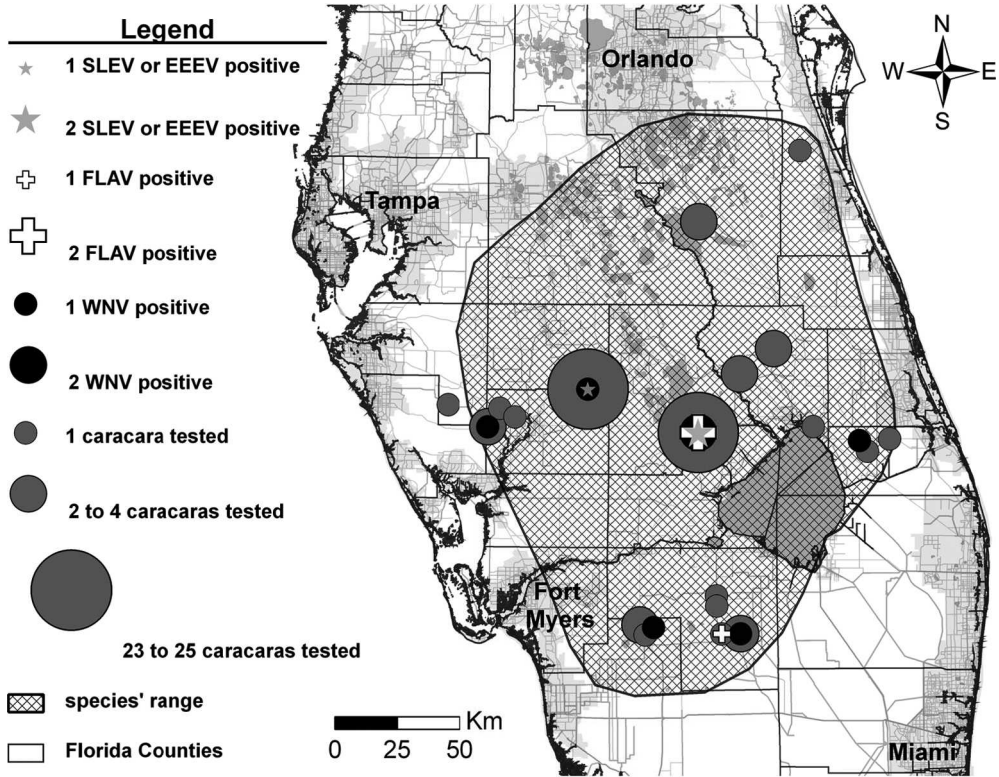 Legend
1 SLEV or EEEV positive
2 SLEV or EEEV positive
1 FLAV positive
2 FLAV positive
1 WNV positive
2 WNV positive
1 caracara tested
2 to 4 caracaras tested
23 to 25 caracaras tested
species' range
Florida Counties
Orlando
N
W
E
S
Tampa
Fort
Myers
Miami
Km
0
25
50